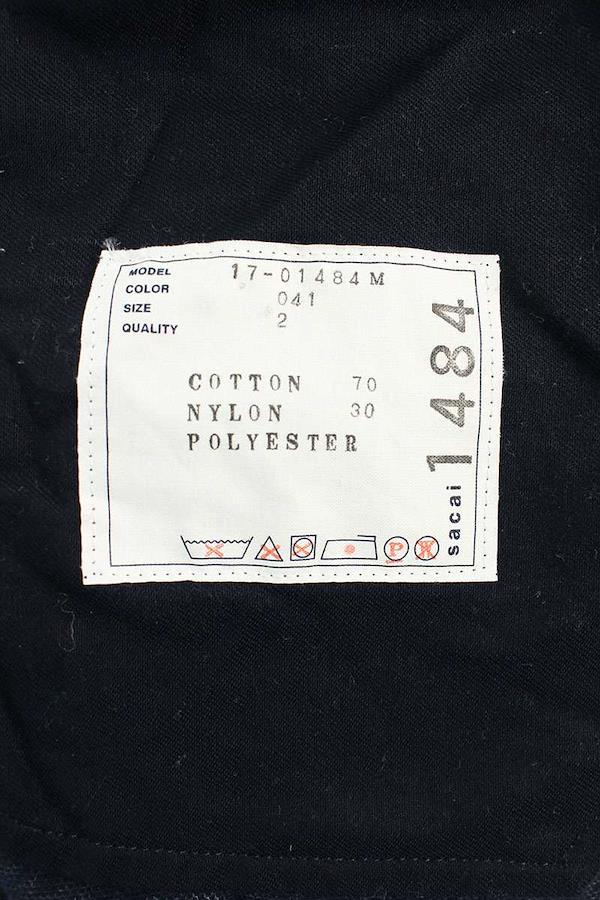 MODEL 17-01484M
COLOR 041
SIZE 2
QUALITY
COTTON 70
NYLON 30
POLYESTER
P
W
sacai 1484